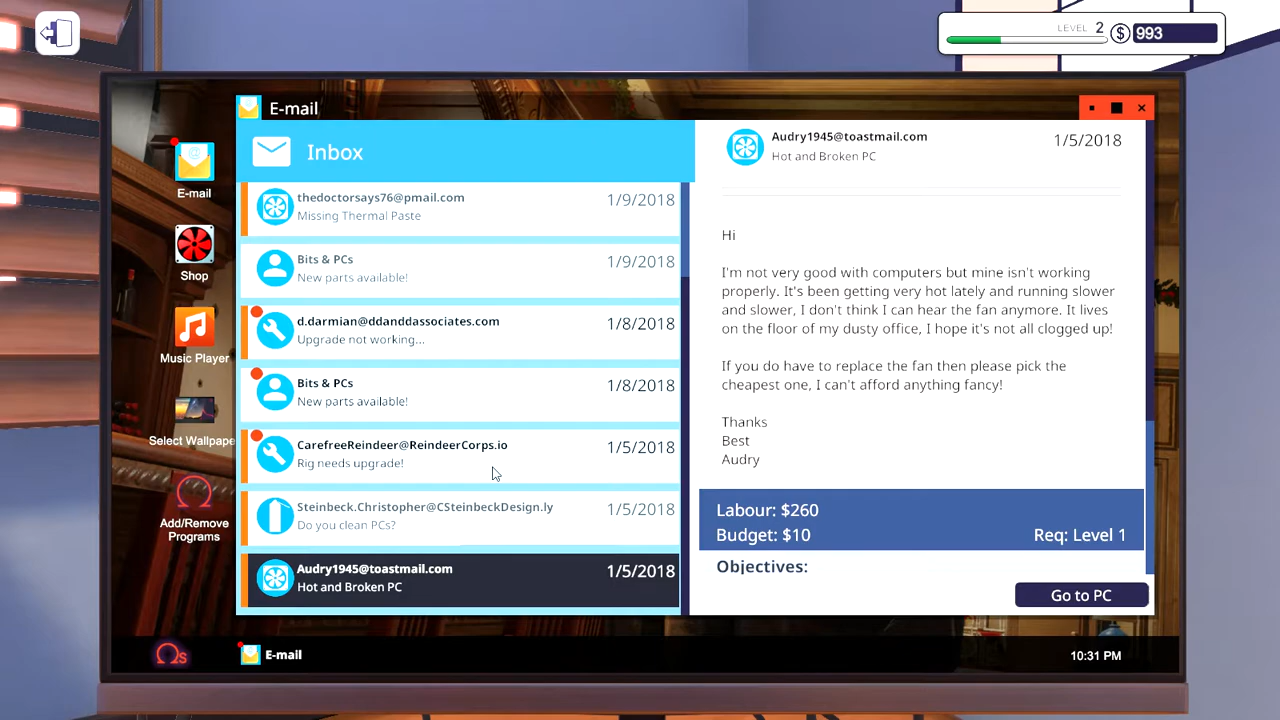 LEVEL 2
$ 993
E-mail
Inbox
thedoctorsays76@pmail.com 1/9/2018
Missing Thermal Paste
Bits & PCs 1/9/2018
New parts available!
d.darmian@ddanddassociates.com 1/8/2018
Upgrade not working...
Bits & PCs 1/8/2018
New parts available!
CarefreeReindeer@ReindeerCorps.io 1/5/2018
Rig needs upgrade!
Steinbeck.Christopher@CSteinbeckDesign.ly 1/5/2018
Do you clean PCs?
Audry1945@toastmail.com 1/5/2018
Hot and Broken PC
Audry1945@toastmail.com 1/5/2018
Hot and Broken PC
Hi
I'm not very good with computers but mine isn't working
properly. It's been getting very hot lately and running slower
and slower, I don't think I can hear the fan anymore. It lives
on the floor of my dusty office, I hope it's not all clogged up!
If you do have to replace the fan then please pick the
cheapest one, I can't afford anything fancy!
Thanks
Best
Audry
Labour: $260
Budget: $10 Req: Level 1
Objectives:
Go to PC
E-mail
Shop
Music Player
Select Wallpape
Add/Remove
Programs
Ωs
E-mail
10:31 PM